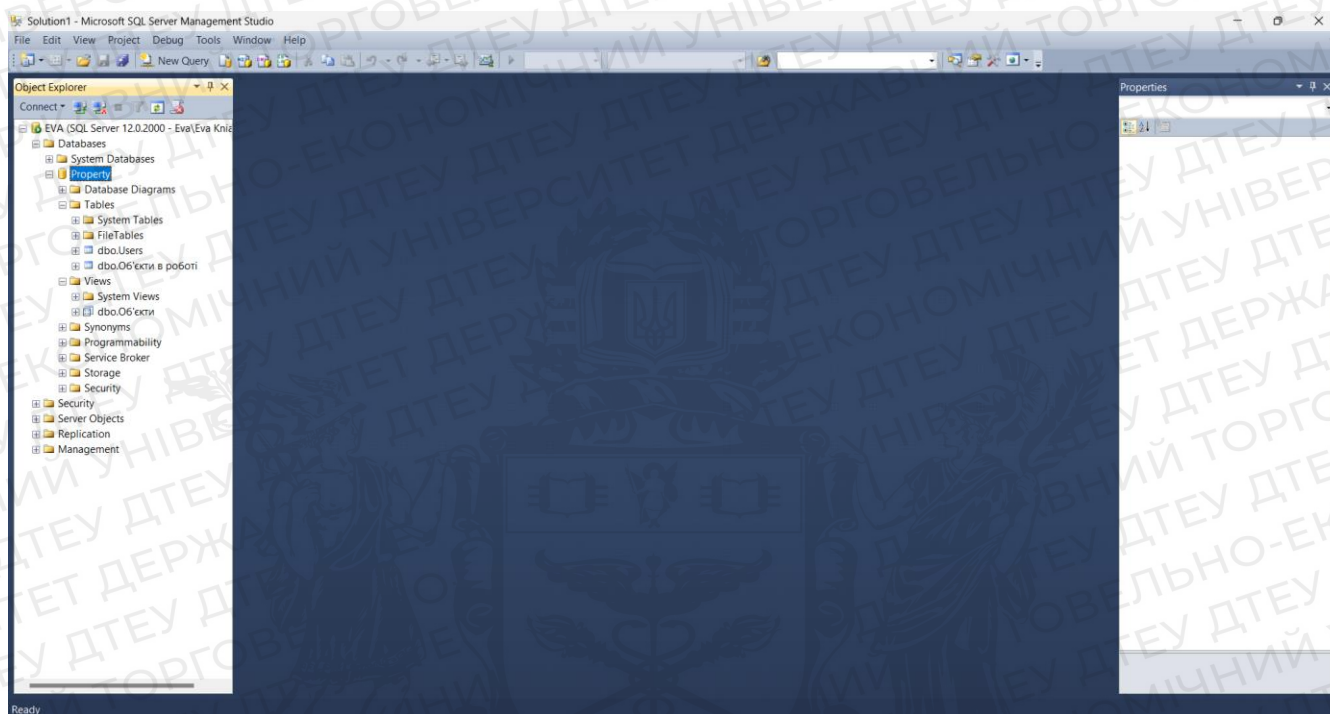 Solution1 - Microsoft SQL Server Management Studio
File Edit View Project Debug Tools Window Help
New Query
Object Explorer
Properties
Connect
EVA (SQL Server 12.0.2000 - Eva\Eva Knia
Databases
System Databases
Property
Database Diagrams
Tables
System Tables
FileTables
dbo.Users
dbo.Об'єкти в роботі
Views
System Views
dbo.Об'єкти
Synonyms
Programmability
Service Broker
Storage
Security
Security
Server Objects
Replication
Management
Ready